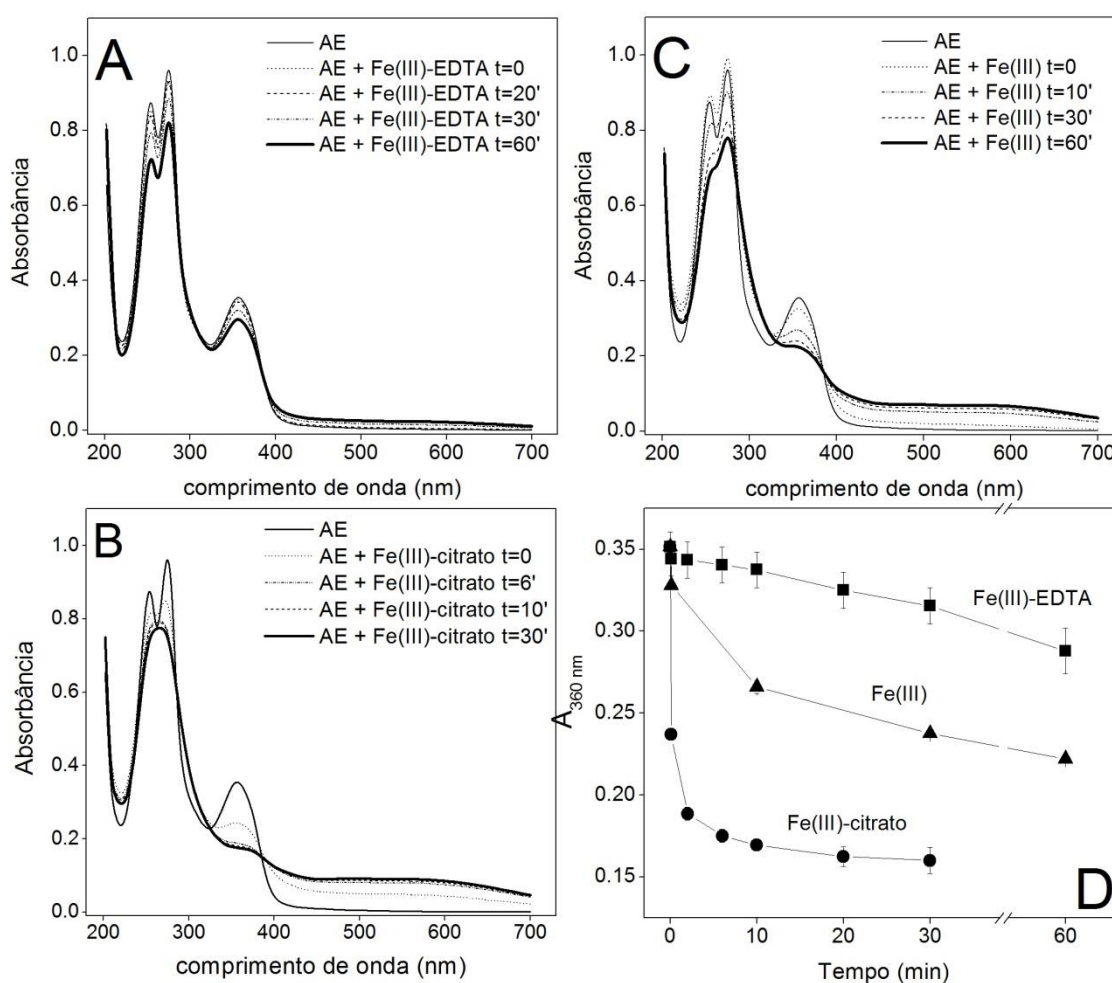 A
AE
AE + Fe(III)-EDTA t=0
AE + Fe(III)-EDTA t=20'
AE + Fe(III)-EDTA t=30'
AE + Fe(III)-EDTA t=60'
1.0
0.8
0.6
0.4
0.2
0.0
Absorbância
200 300 400 500 600 700
comprimento de onda (nm)
C
AE
AE + Fe(III) t=0
AE + Fe(III) t=10'
AE + Fe(III) t=30'
AE + Fe(III) t=60'
1.0
0.8
0.6
0.4
0.2
0.0
Absorbância
200 300 400 500 600 700
comprimento de onda (nm)
B
AE
AE + Fe(III)-citrato t=0
AE + Fe(III)-citrato t=6'
AE + Fe(III)-citrato t=10'
AE + Fe(III)-citrato t=30'
1.0
0.8
0.6
0.4
0.2
0.0
Absorbância
200 300 400 500 600 700
comprimento de onda (nm)
D
0.35
0.30
0.25
0.20
0.15
A360 nm
Fe(III)-EDTA
Fe(III)
Fe(III)-citrato
0 10 20 30 60
Tempo (min)